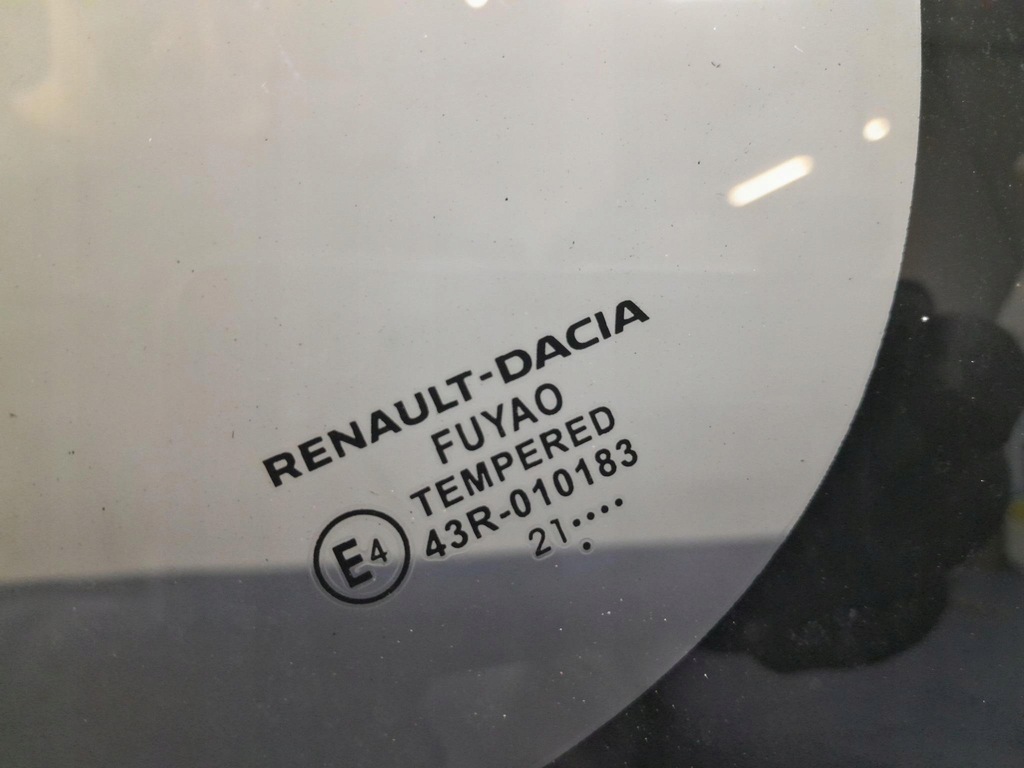 RENAULT-DACIA
FUYAO
TEMPERED
E4 43R-010183
21....
.